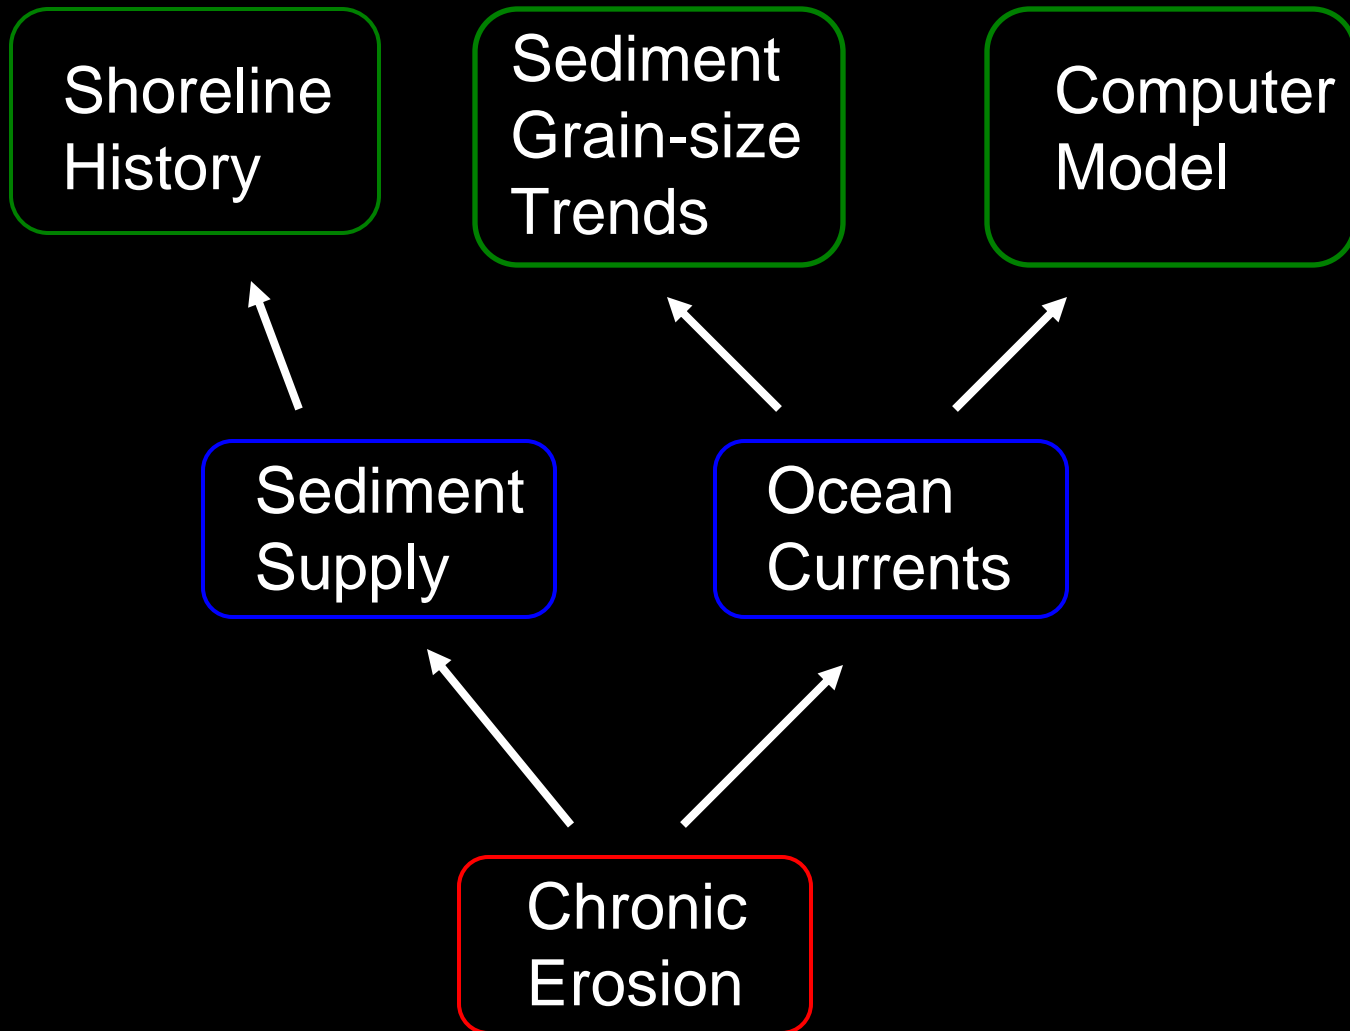 Shoreline
History
Sediment
Grain-size
Trends
Computer
Model
Sediment
Supply
Ocean
Currents
Chronic
Erosion